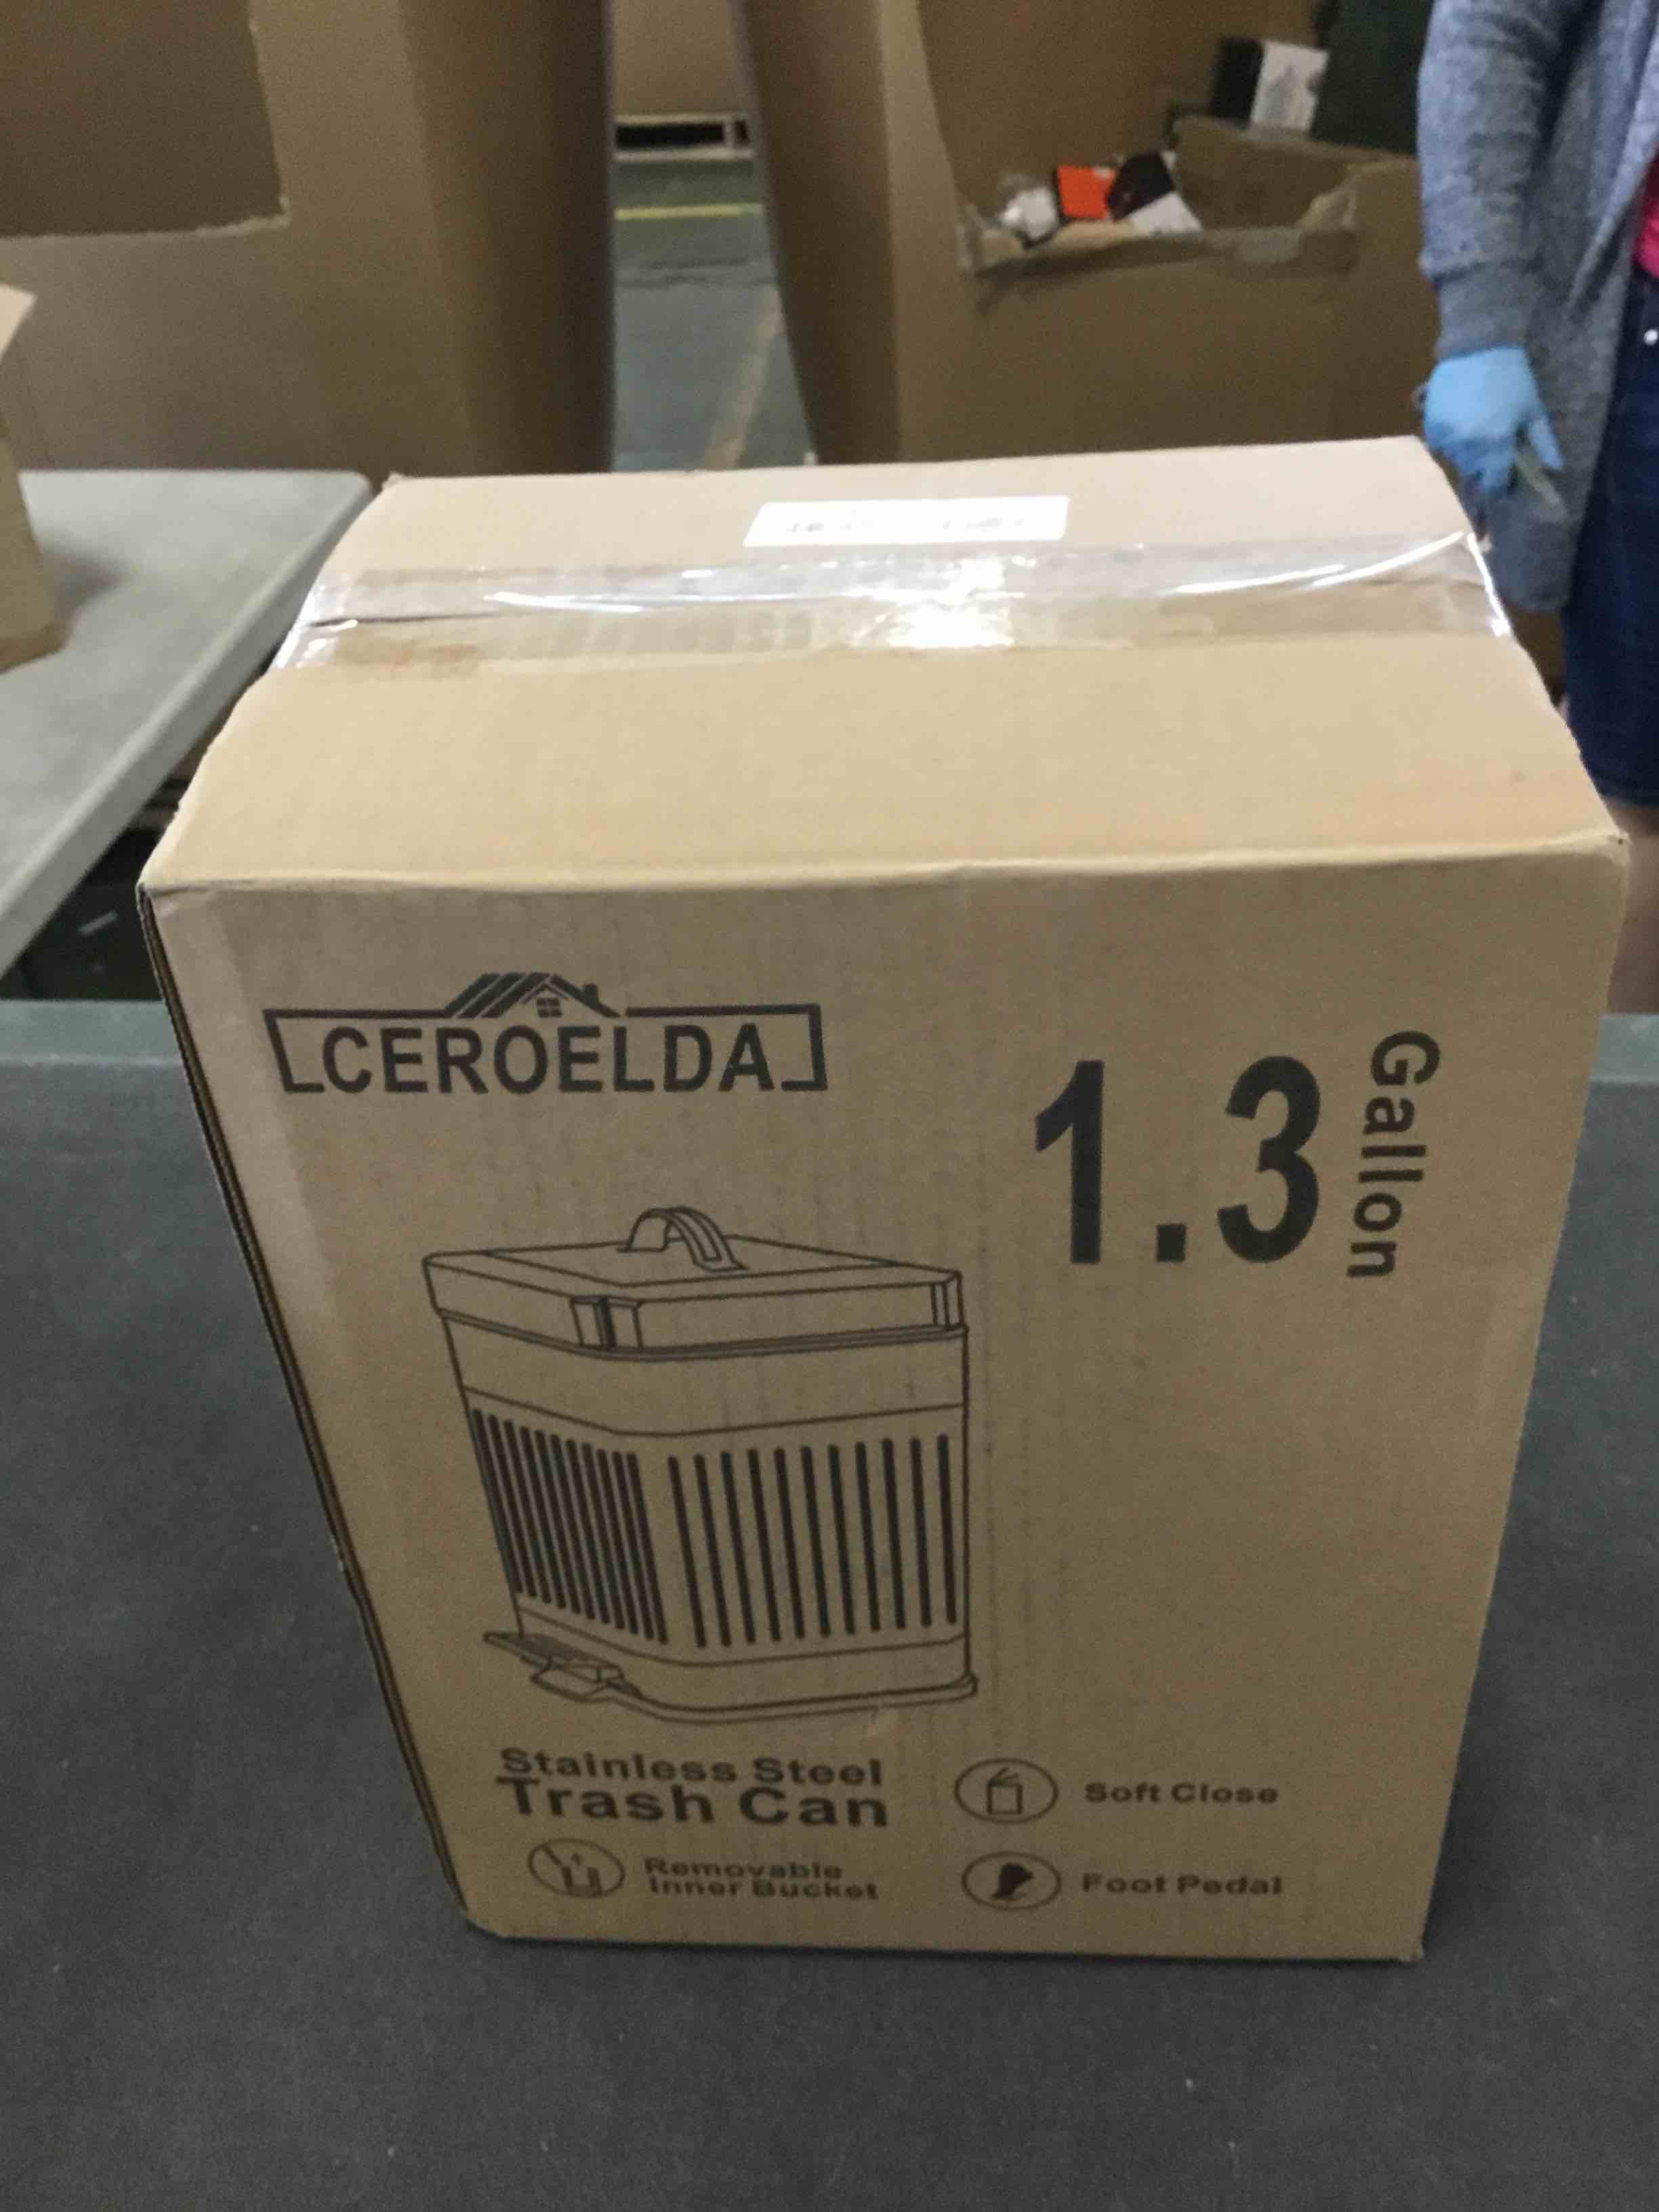 CEROELDA
1.3 Gallon
Stainless Steel
Trash Can
Soft Close
Removable
Inner Bucket
Foot Pedal